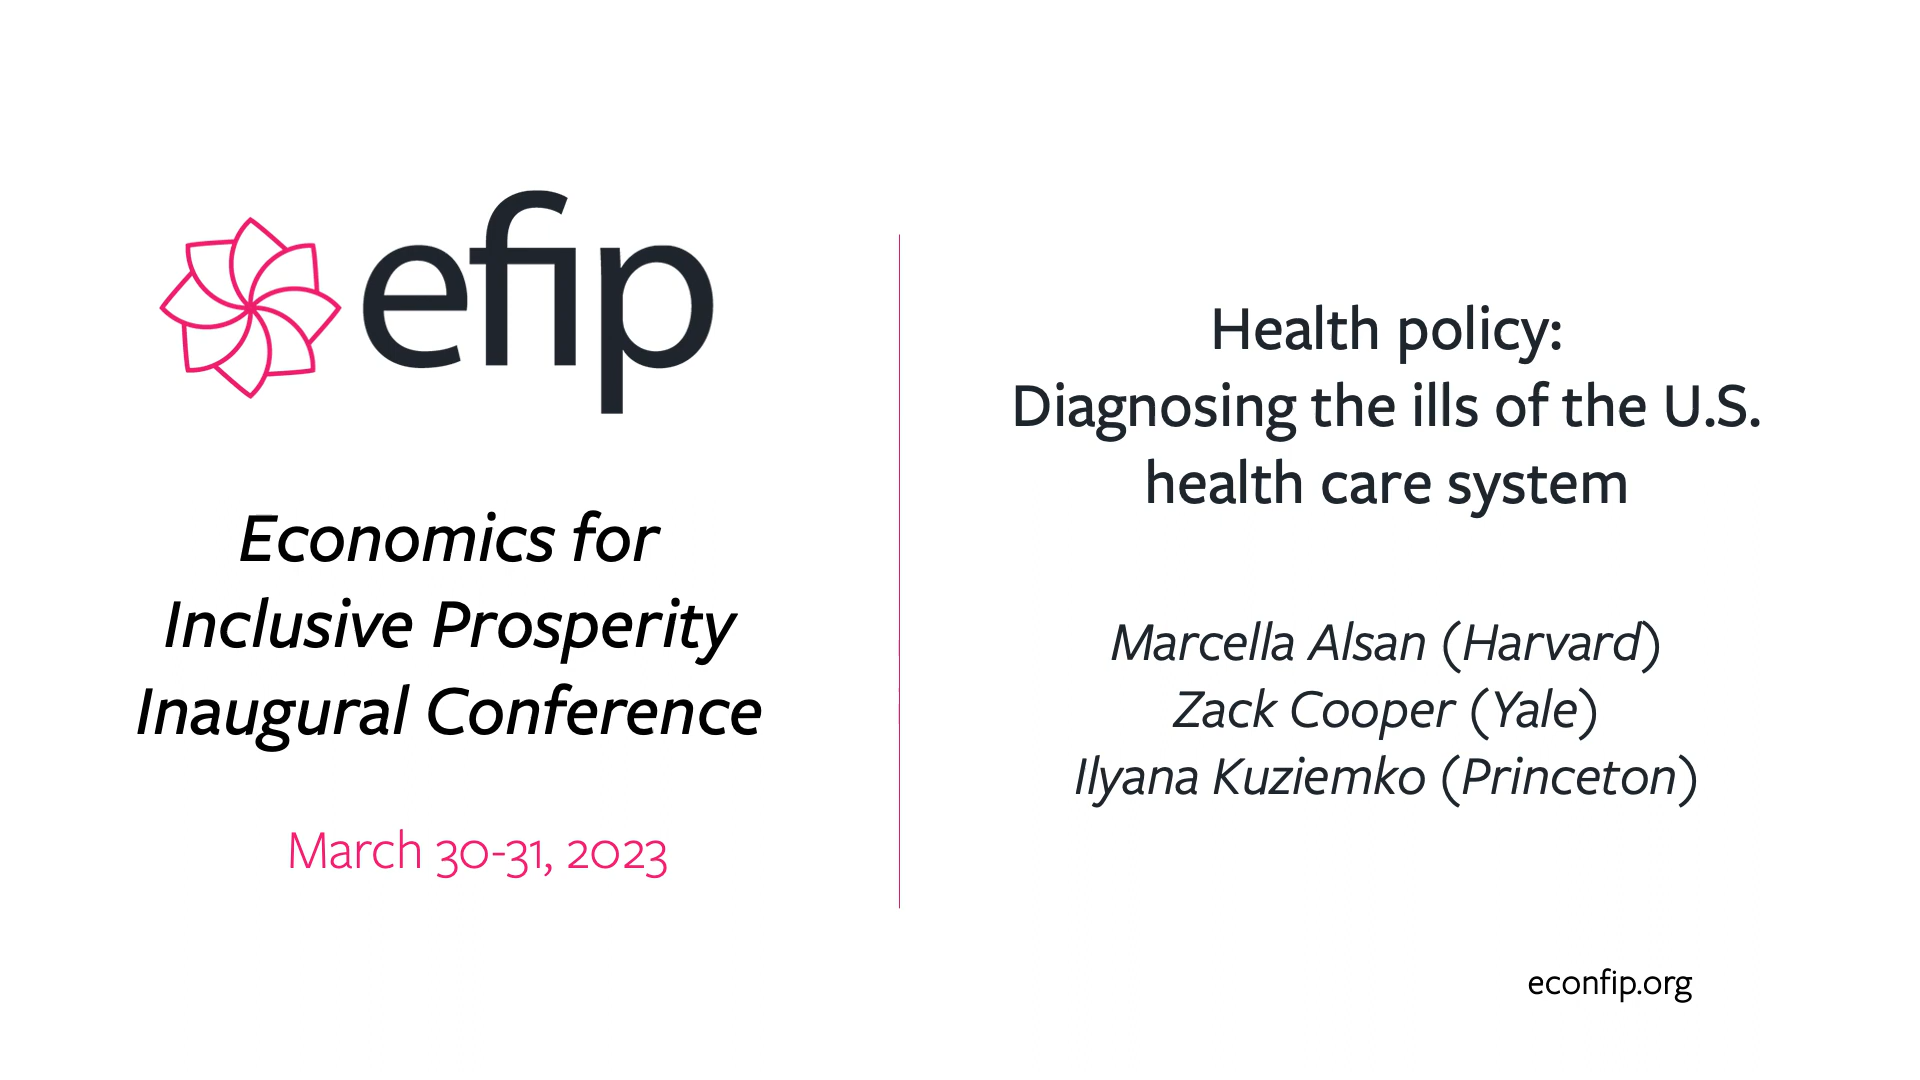 efip
Economics for
Inclusive Prosperity
Inaugural Conference
March 30-31, 2023
Health policy:
Diagnosing the ills of the U.S.
health care system
Marcella Alsan (Harvard)
Zack Cooper (Yale)
Ilyana Kuziemko (Princeton)
econfip.org